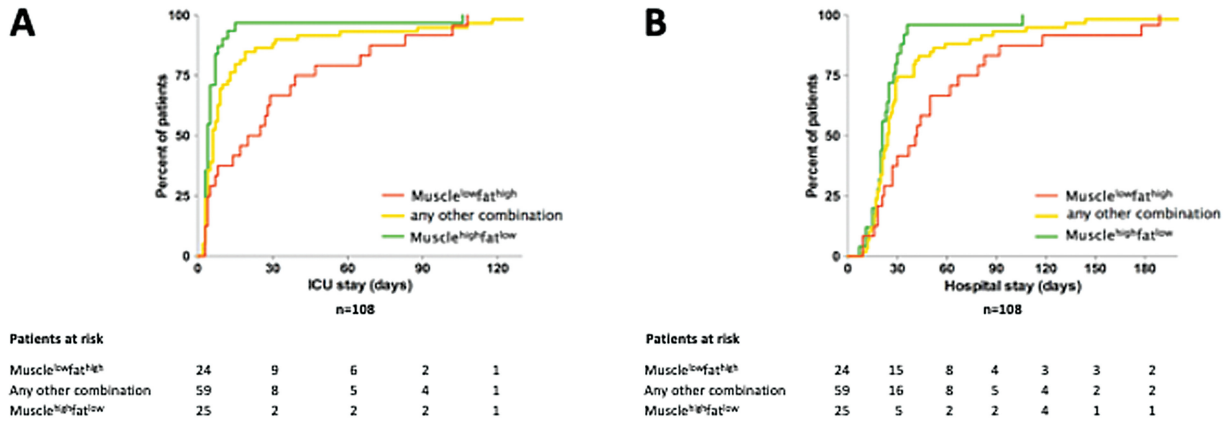 A
Percent of patients
100
75
50
25
0
Muscle^low fat^high
any other combination
Muscle^high fat^low
0 30 60 90 120
ICU stay (days)
n=108
Patients at risk
Muscle^low fat^high 24 9 6 2 1
Any other combination 59 8 5 4 1
Muscle^high fat^low 25 2 2 2 1
B
Percent of patients
100
75
50
25
0
Muscle^low fat^high
any other combination
Muscle^high fat^low
0 30 60 90 120 150 180
Hospital stay (days)
n=108
Patients at risk
Muscle^low fat^high 24 15 8 4 3 3 2
Any other combination 59 16 8 5 4 2 2
Muscle^high fat^low 25 5 2 2 4 1 1